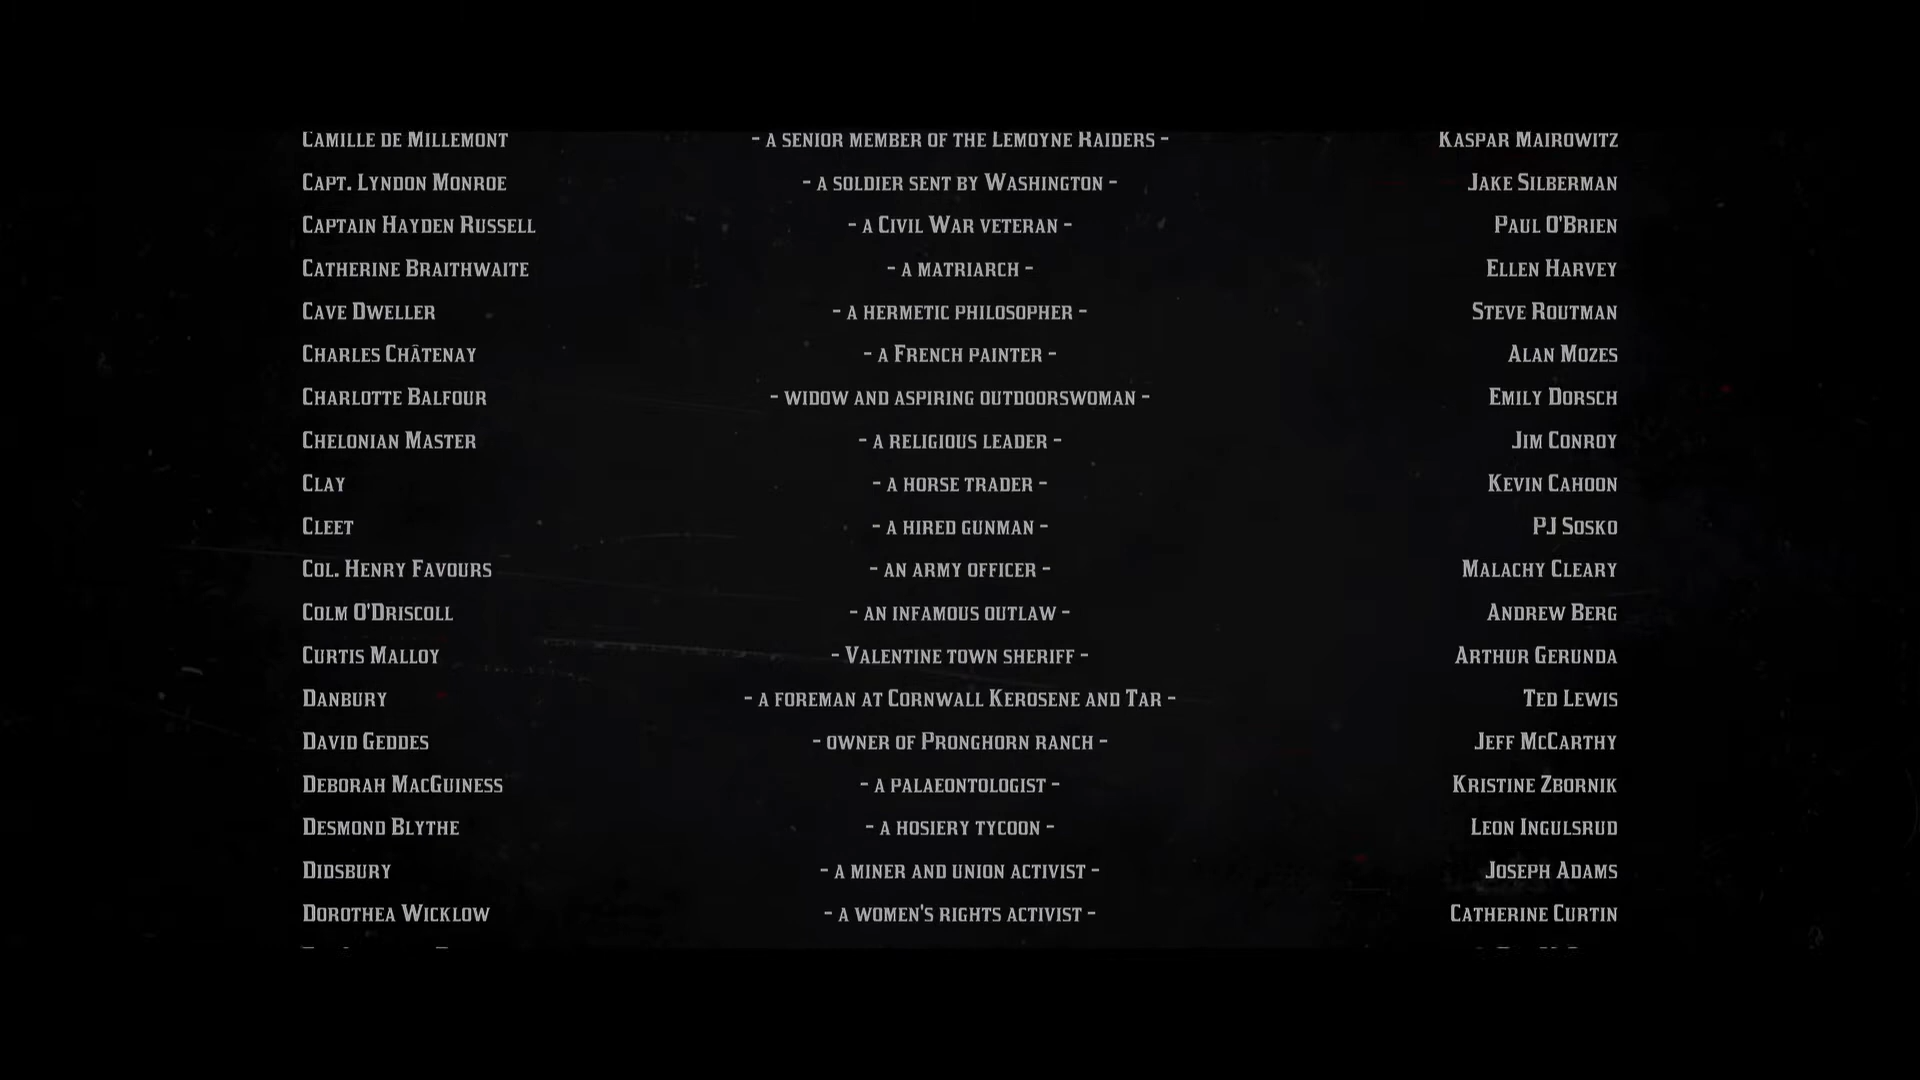 Camille de Millemont - a senior member of the Lemoyne Raiders - Kaspar Mairowitz
Capt. Lyndon Monroe - a soldier sent by Washington - Jake Silberman
Captain Hayden Russell - a Civil War veteran - Paul O'Brien
Catherine Braithwaite - a matriarch - Ellen Harvey
Cave Dweller - a hermetic philosopher - Steve Routman
Charles Châtenay - a French painter - Alan Mozes
Charlotte Balfour - widow and aspiring outdoorswoman - Emily Dorsch
Chelonian Master - a religious leader - Jim Conroy
Clay - a horse trader - Kevin Cahoon
Cleet - a hired gunman - PJ Sosko
Col. Henry Favours - an army officer - Malachy Cleary
Colm O'Driscoll - an infamous outlaw - Andrew Berg
Curtis Malloy - Valentine town sheriff - Arthur Gerunda
Danbury - a foreman at Cornwall Kerosene and Tar - Ted Lewis
David Geddes - owner of Pronghorn ranch - Jeff McCarthy
Deborah MacGuiness - a palaeontologist - Kristine Zbornik
Desmond Blythe - a hosiery tycoon - Leon Ingulsrud
Didsbury - a miner and union activist - Joseph Adams
Dorothea Wicklow - a women's rights activist - Catherine Curtin